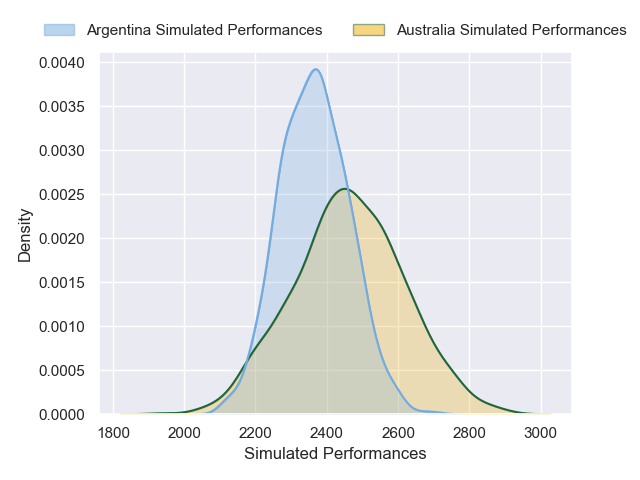 Argentina Simulated Performances
Australia Simulated Performances
0.0040
0.0035
0.0030
0.0025
0.0020
0.0015
0.0010
0.0005
0.0000
Density
1800 2000 2200 2400 2600 2800 3000
Simulated Performances